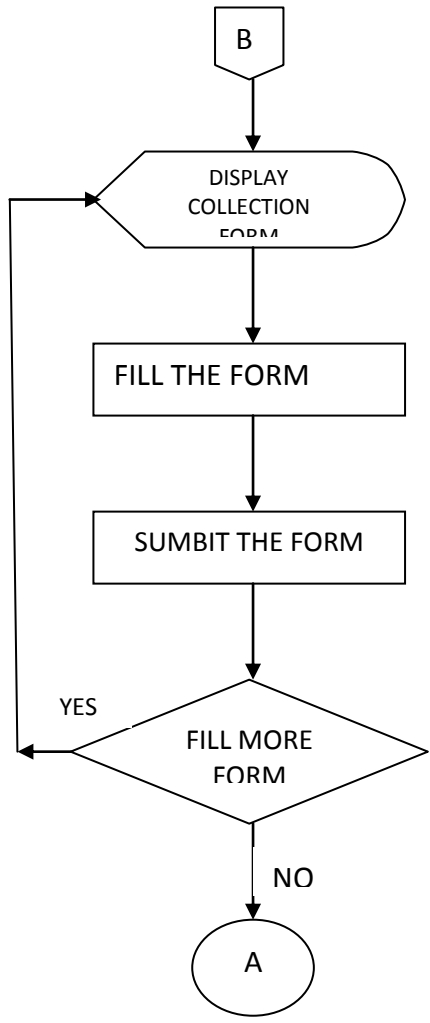 B
DISPLAY
COLLECTION
FORM
FILL THE FORM
SUMBIT THE FORM
YES
FILL MORE
FORM
NO
A